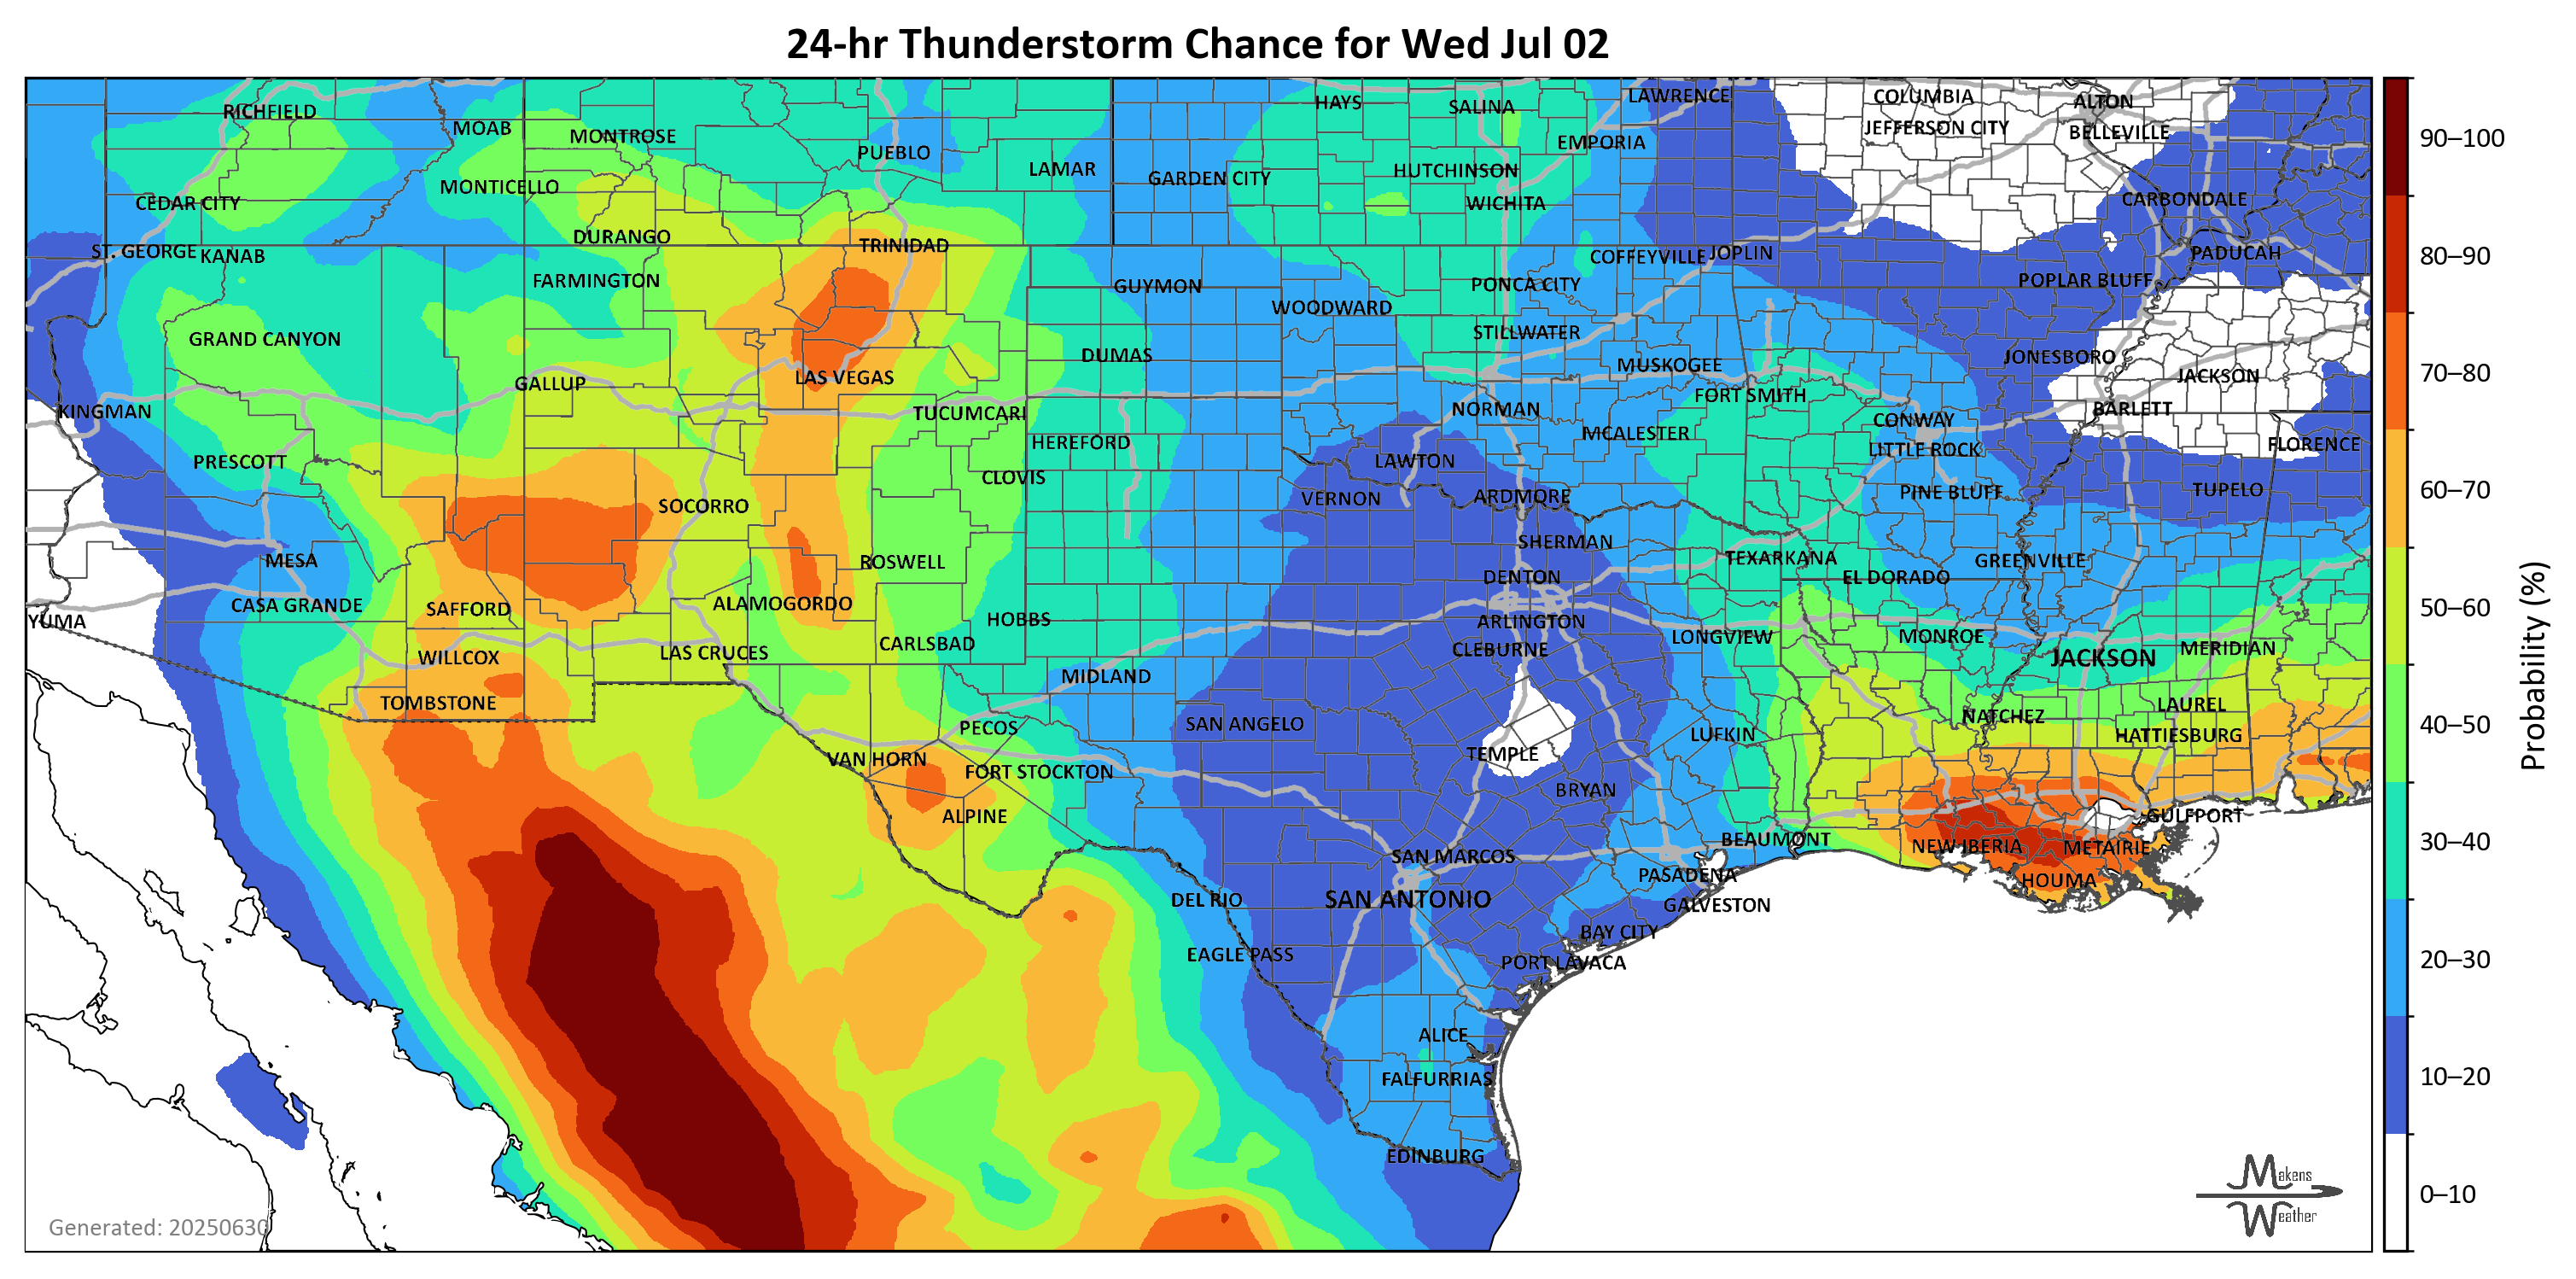 24-hr Thunderstorm Chance for Wed Jul 02
RICHFIELD
MOAB
MONTROSE
PUEBLO
LAMAR
HAYS
SALINA
LAWRENCE
COLUMBIA
ALTON
JEFFERSON CITY
BELLEVILLE
EMPORIA
GARDEN CITY
HUTCHINSON
WICHITA
MONTICELLO
CEDAR CITY
CARBONDALE
DURANGO
TRINIDAD
ST. GEORGE
KANAB
COFFEYVILLE
JOPLIN
PADUCAH
FARMINGTON
GUYMON
PONCA CITY
POPLAR BLUFF
WOODWARD
GRAND CANYON
STILLWATER
DUMAS
MUSKOGEE
JONESBORO
JACKSON
GALLUP
LAS VEGAS
FORT SMITH
KINGMAN
TUCUMCARI
NORMAN
BARLETT
CONWAY
HEREFORD
MCALESTER
LITTLE ROCK
FLORENCE
PRESCOTT
CLOVIS
LAWTON
VERNON
ARDMORE
PINE BLUFF
TUPELO
SOCORRO
MESA
ROSWELL
SHERMAN
TEXARKANA
GREENVILLE
DENTON
EL DORADO
CASA GRANDE
SAFFORD
ALAMOGORDO
YUMA
HOBBS
ARLINGTON
LONGVIEW
MONROE
CARLSBAD
CLEBURNE
MERIDIAN
WILLCOX
LAS CRUCES
JACKSON
MIDLAND
TOMBSTONE
LAUREL
PECOS
SAN ANGELO
NATCHEZ
LUFKIN
HATTIESBURG
VAN HORN
TEMPLE
FORT STOCKTON
BRYAN
ALPINE
GULFPORT
BEAUMONT
NEW IBERIA
METAIRIE
SAN MARCOS
PASADENA
HOUMA
DEL RIO
SAN ANTONIO
GALVESTON
BAY CITY
EAGLE PASS
PORT LAVACA
ALICE
FALFURRIAS
EDINBURG
90–100
80–90
70–80
60–70
50–60
40–50
30–40
20–30
10–20
0–10
Probability (%)
Makens
Weather
Generated: 20250630